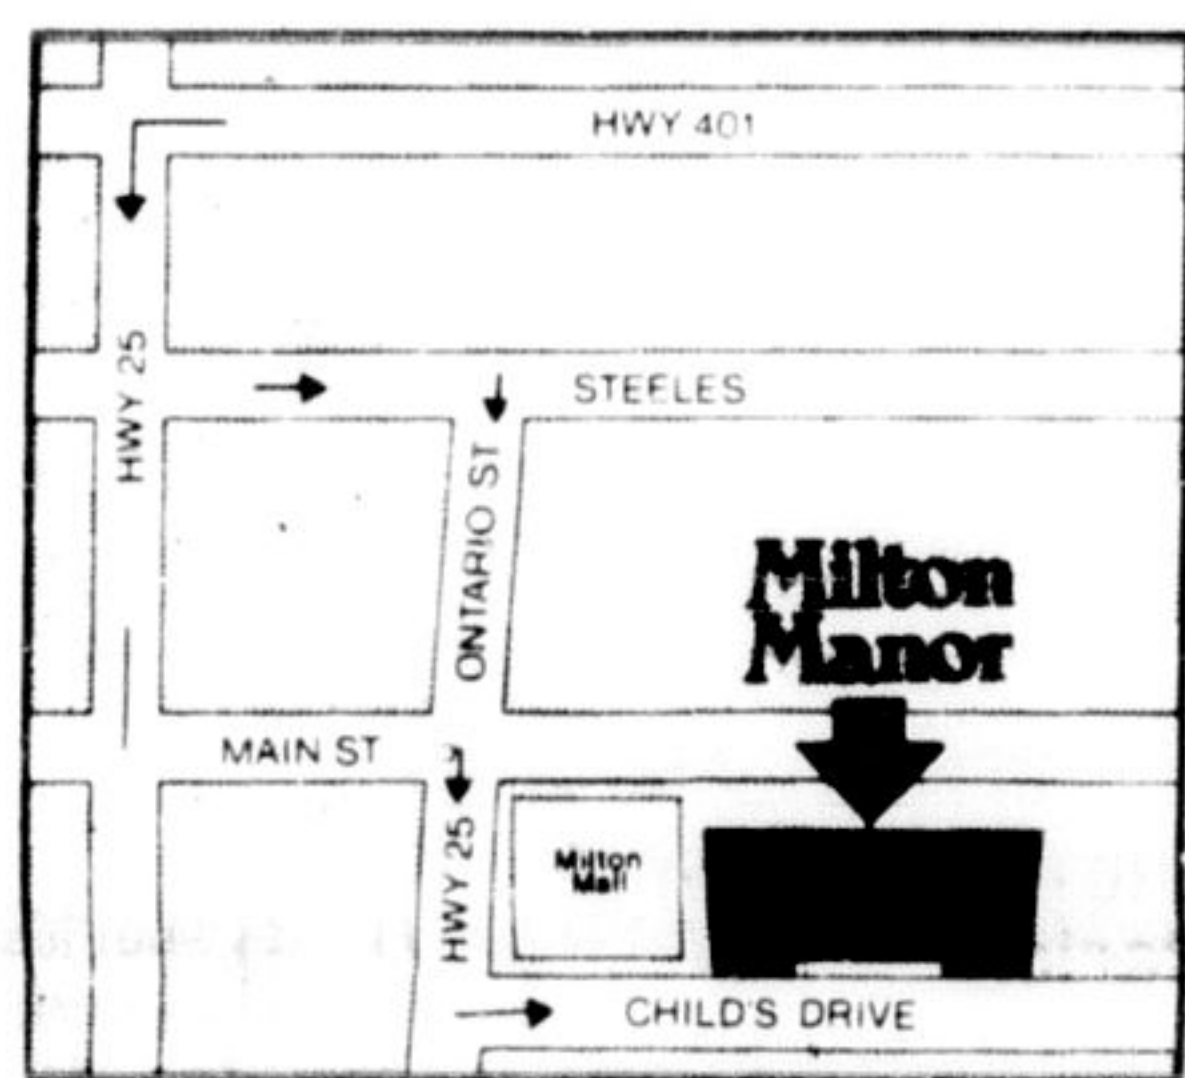 HWY 401
HWY 25
STEELES
ONTARIO ST
Milton
Manor
MAIN ST
HWY 25
Milton
Mall
CHILD'S DRIVE